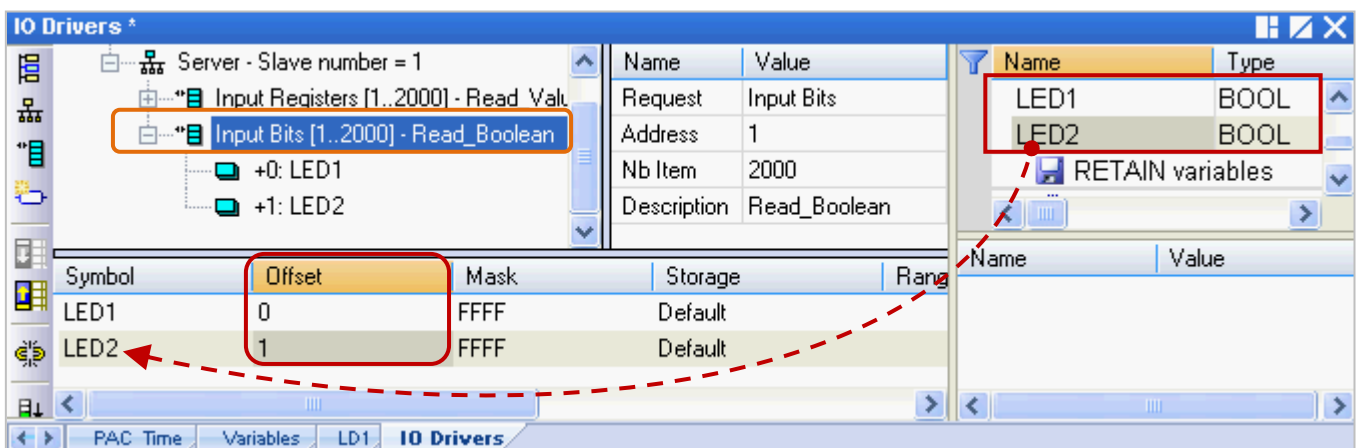 IO Drivers *
Server - Slave number = 1
Input Registers [1..2000] - Read_Valu
Input Bits [1..2000] - Read_Boolean
+0: LED1
+1: LED2
Name Value
Request Input Bits
Address 1
Nb Item 2000
Description Read_Boolean
Name Type
LED1 BOOL
LED2 BOOL
RETAIN variables
Symbol Offset Mask Storage Rang
LED1 0 FFFF Default
LED2 1 FFFF Default
Name Value
PAC Time Variables LD1 IO Drivers